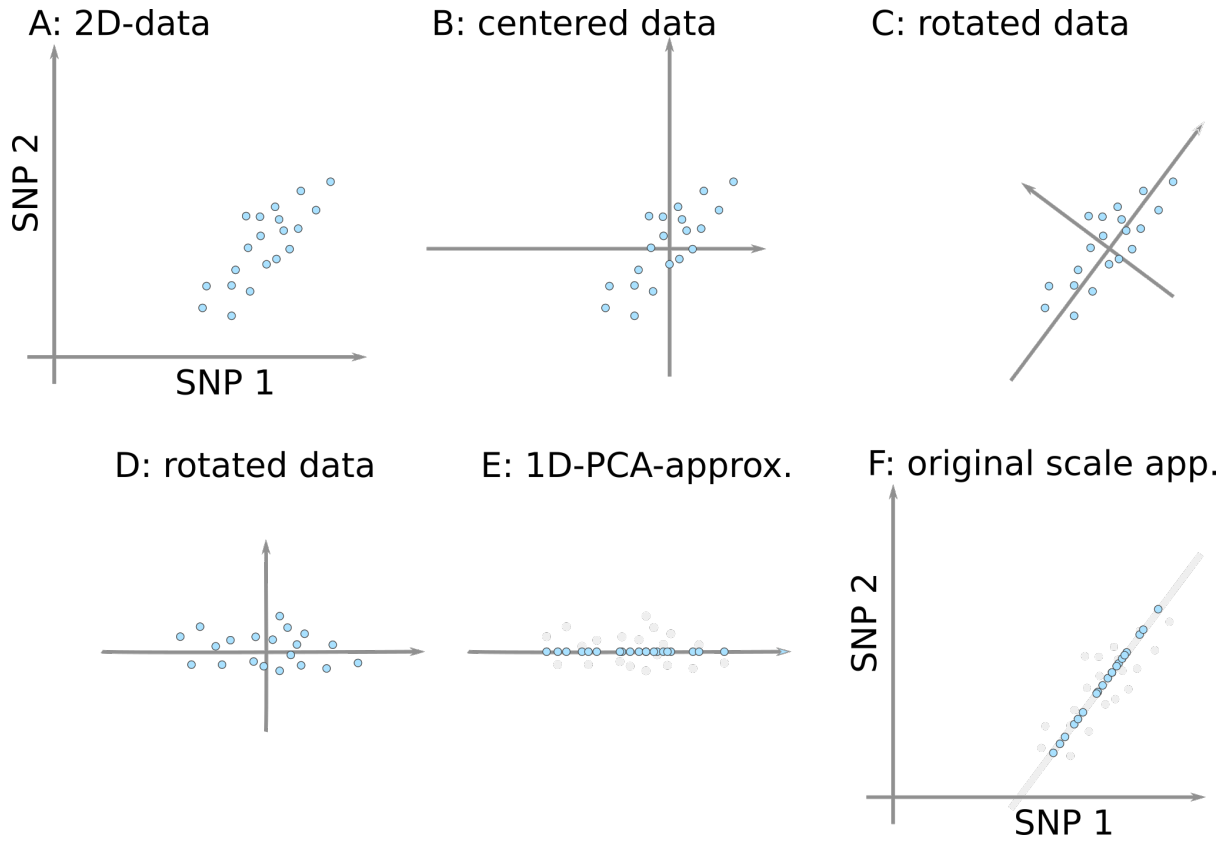 A: 2D-data
B: centered data
C: rotated data
SNP 2
SNP 1
D: rotated data
E: 1D-PCA-approx.
F: original scale app.
SNP 2
SNP 1